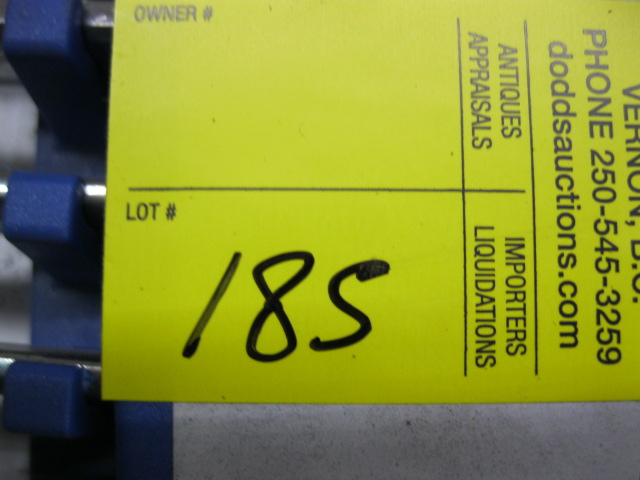 OWNER #
LOT #
185
ANTIQUES
APPRAISALS
IMPORTERS
LIQUIDATIONS
VERNON, B.C.
PHONE 250-545-3259
doddsauctions.com